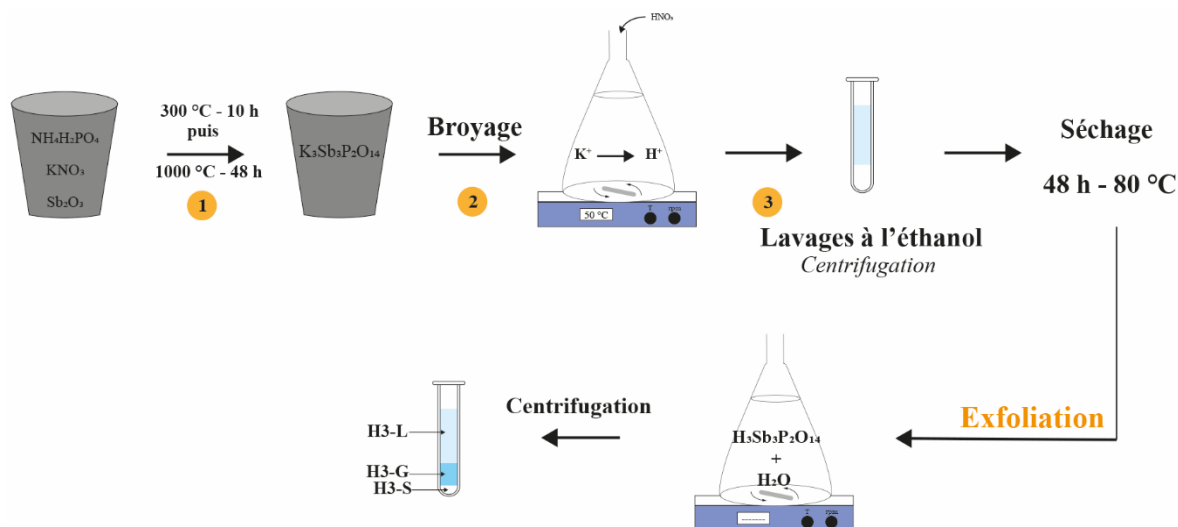 HNO₃
NH₄H₂PO₄
KNO₃
Sb₂O₃
300 °C - 10 h
puis
1000 °C - 48 h
1
K₃Sb₃P₂O₁₄
Broyage
2
K⁺ H⁺
50 °C
T
3
Lavages à l'éthanol
Centrifugation
Séchage
48 h - 80 °C
Exfoliation
H₃Sb₃P₂O₁₄
+
H₂O
-------
T
Centrifugation
H3-L
H3-G
H3-S